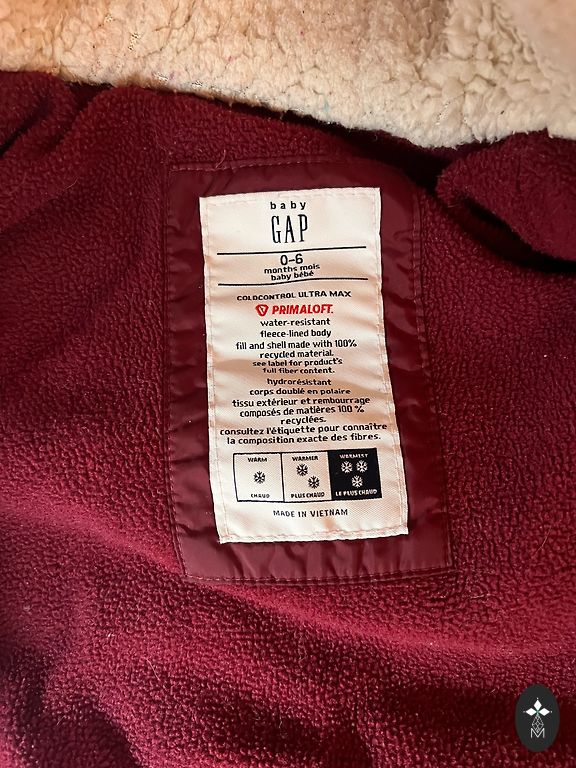 baby
GAP
0-6
months mois
baby bébé
COLDCONTROL ULTRA MAX
PRIMALOFT.
water-resistant
fleece-lined body
fill and shell made with 100%
recycled material.
see label for product's
full fiber content.
hydrorésistant
corps doublé en polaire
tissu extérieur et rembourrage
composés de matières 100 %
recyclées.
consultez l'étiquette pour connaître
la composition exacte des fibres.
WARM WARMER WARMEST
CHAUD PLUS CHAUD LE PLUS CHAUD
MADE IN VIETNAM
M